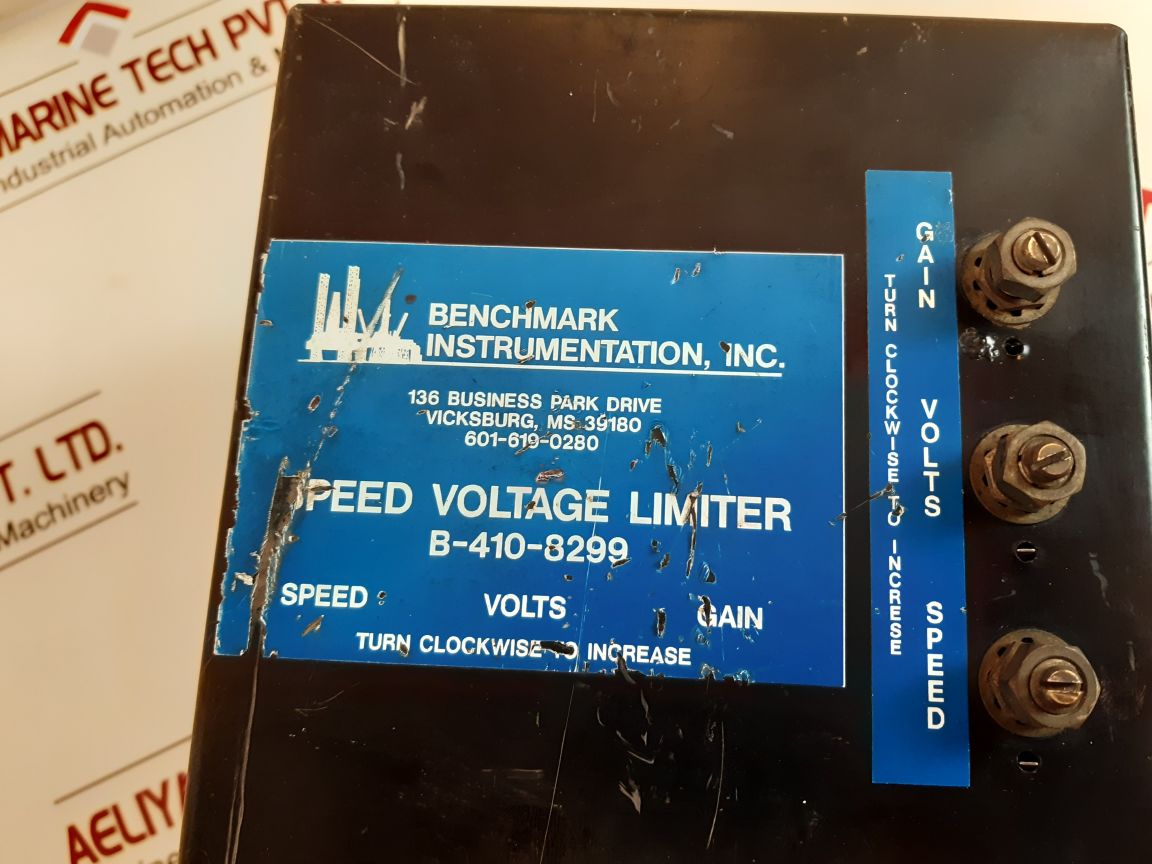 MARINE TECH PVT.
Industrial Automation &
T. LTD.
Machinery
AELIY
BENCHMARK
INSTRUMENTATION, INC.
136 BUSINESS PARK DRIVE
VICKSBURG, MS 39180
601-619-0280
SPEED VOLTAGE LIMITER
B-410-8299
SPEED VOLTS GAIN
TURN CLOCKWISE TO INCREASE
GAIN VOLTS SPEED
TURN CLOCKWISE TO INCRESE